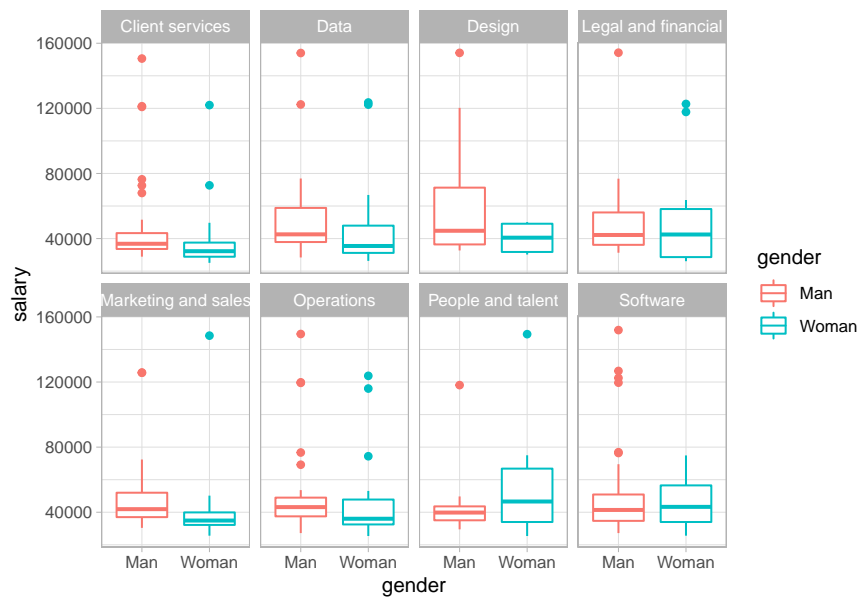 Client services
Data
Design
Legal and financial
160000
120000
80000
40000
Marketing and sales
Operations
People and talent
Software
160000
120000
80000
40000
Man
Woman
Man
Woman
Man
Woman
Man
Woman
gender
salary
gender
Man
Woman